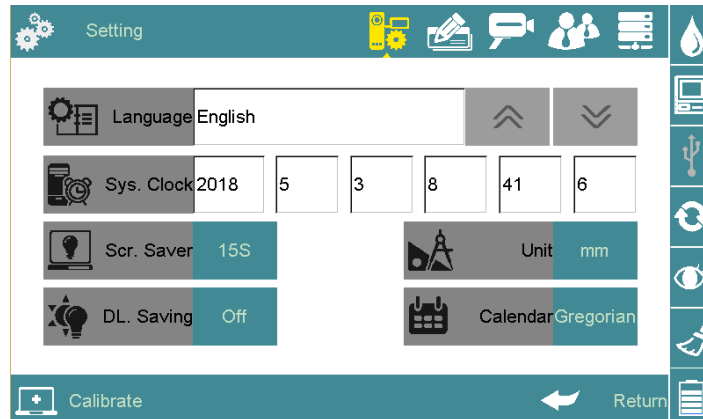 Setting
Language English
Sys. Clock 2018 5 3 8 41 6
Scr. Saver 15S Unit mm
DL. Saving Off Calendar Gregorian
Calibrate Return